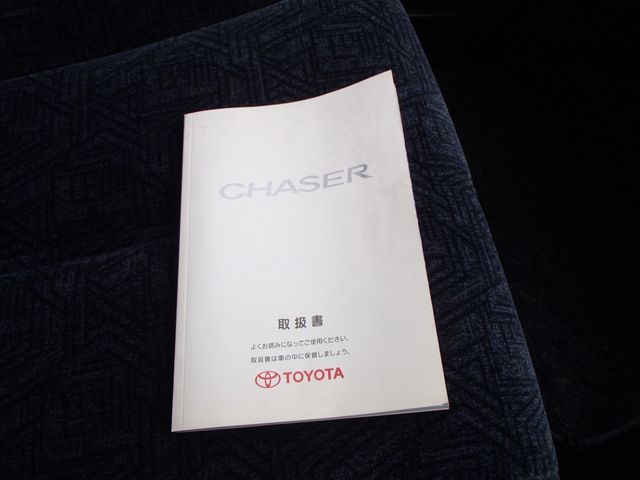 CHASER
取扱書
よくお読みになってご使用ください。
取扱書は車の中に保管しましょう。
TOYOTA